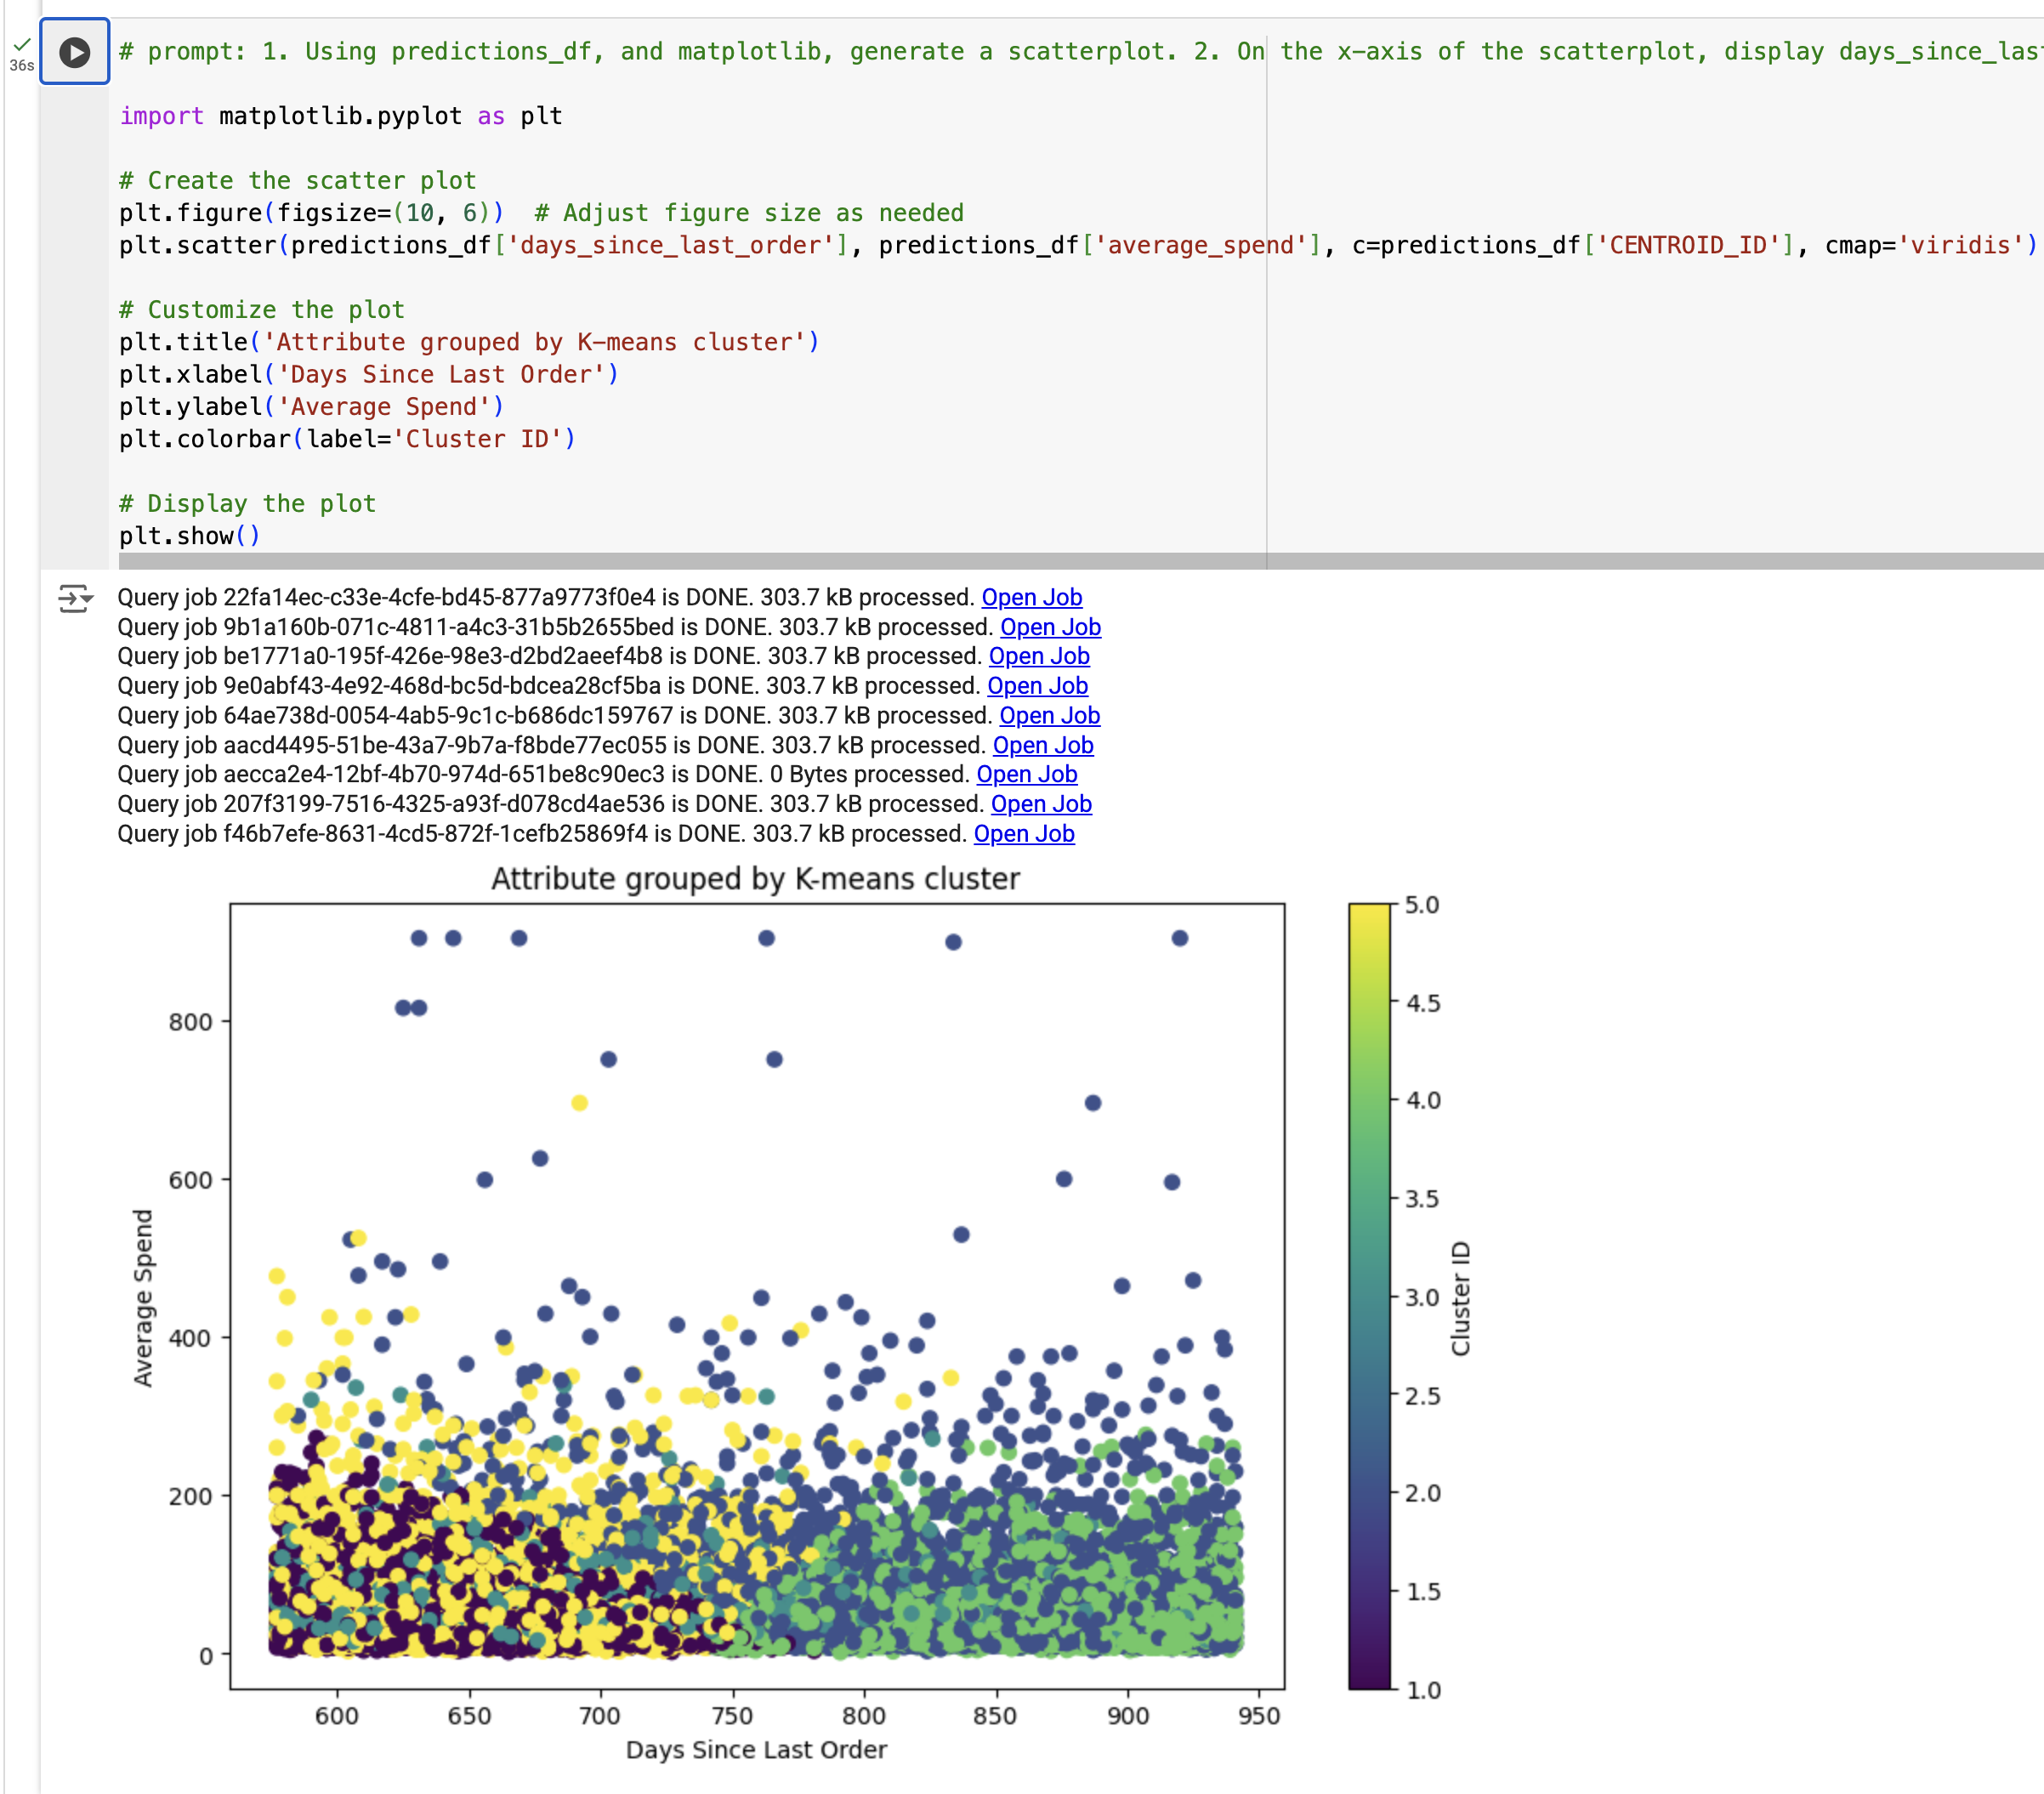 # prompt: 1. Using predictions_df, and matplotlib, generate a scatterplot. 2. On the x-axis of the scatterplot, display days_since_las
36s
import matplotlib.pyplot as plt
# Create the scatter plot
plt.figure(figsize=(10, 6))  # Adjust figure size as needed
plt.scatter(predictions_df['days_since_last_order'], predictions_df['average_spend'], c=predictions_df['CENTROID_ID'], cmap='viridis')
# Customize the plot
plt.title('Attribute grouped by K-means cluster')
plt.xlabel('Days Since Last Order')
plt.ylabel('Average Spend')
plt.colorbar(label='Cluster ID')
# Display the plot
plt.show()
Query job 22fa14ec-c33e-4cfe-bd45-877a9773f0e4 is DONE. 303.7 kB processed. Open Job
Query job 9b1a160b-071c-4811-a4c3-31b5b2655bed is DONE. 303.7 kB processed. Open Job
Query job be1771a0-195f-426e-98e3-d2bd2aeef4b8 is DONE. 303.7 kB processed. Open Job
Query job 9e0abf43-4e92-468d-bc5d-bdcea28cf5ba is DONE. 303.7 kB processed. Open Job
Query job 64ae738d-0054-4ab5-9c1c-b686dc159767 is DONE. 303.7 kB processed. Open Job
Query job aacd4495-51be-43a7-9b7a-f8bde77ec055 is DONE. 303.7 kB processed. Open Job
Query job aecca2e4-12bf-4b70-974d-651be8c90ec3 is DONE. 0 Bytes processed. Open Job
Query job 207f3199-7516-4325-a93f-d078cd4ae536 is DONE. 303.7 kB processed. Open Job
Query job f46b7efe-8631-4cd5-872f-1cefb25869f4 is DONE. 303.7 kB processed. Open Job
Attribute grouped by K-means cluster
Average Spend
800
600
400
200
0
600 650 700 750 800 850 900 950
Days Since Last Order
5.0
4.5
4.0
3.5
3.0
2.5
2.0
1.5
1.0
Cluster ID